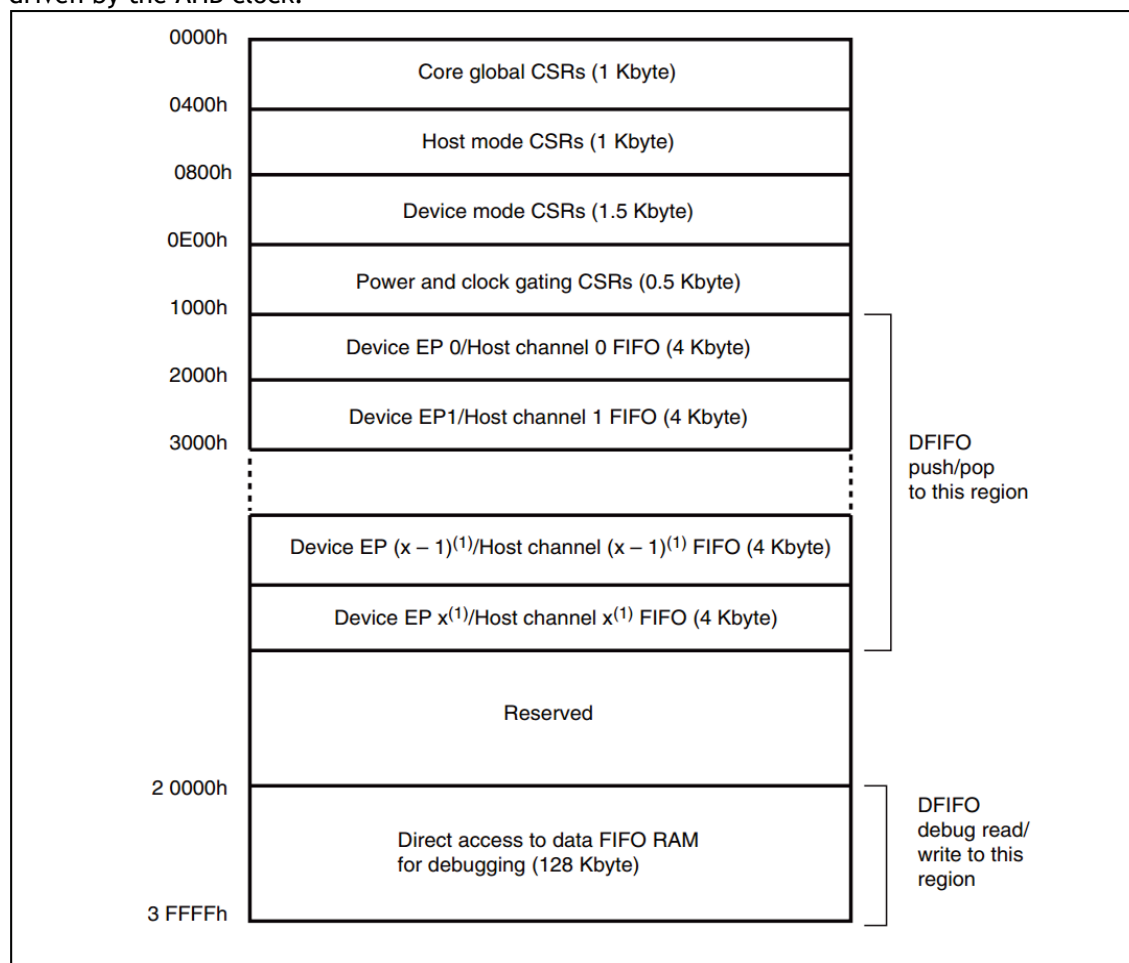 driven by the AHB clock.
0000h
Core global CSRs (1 Kbyte)
0400h
Host mode CSRs (1 Kbyte)
0800h
Device mode CSRs (1.5 Kbyte)
0E00h
Power and clock gating CSRs (0.5 Kbyte)
1000h
Device EP 0/Host channel 0 FIFO (4 Kbyte)
2000h
Device EP1/Host channel 1 FIFO (4 Kbyte)
3000h
DFIFO
push/pop
to this region
Device EP (x – 1)(1)/Host channel (x – 1)(1) FIFO (4 Kbyte)
Device EP x(1)/Host channel x(1) FIFO (4 Kbyte)
Reserved
2 0000h
Direct access to data FIFO RAM
for debugging (128 Kbyte)
DFIFO
debug read/
write to this
region
3 FFFFh